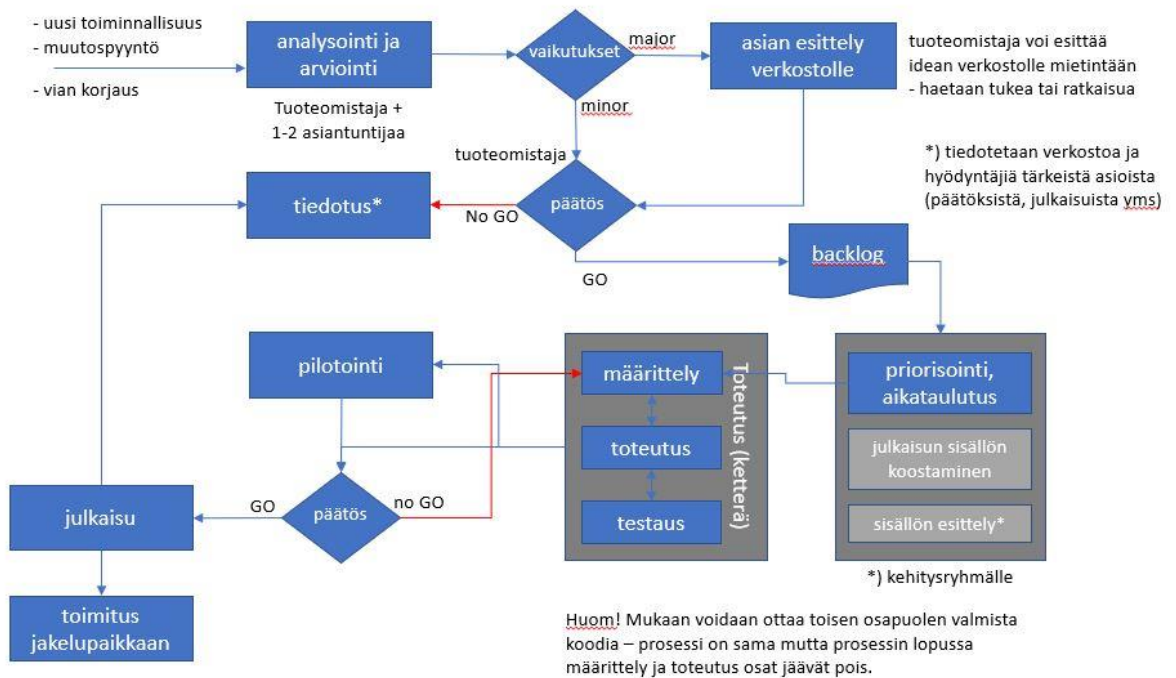 - uusi toiminnallisuus
- muutospyyntö
- vian korjaus
analysointi ja
arviointi
Tuoteomistaja +
1-2 asiantuntijaa
vaikutukset
major
minor
asian esittely
verkostolle
tuoteomistaja voi esittää
idean verkostolle mietintään
- haetaan tukea tai ratkaisua
*) tiedotetaan verkostoa ja
hyödyntäjiä tärkeistä asioista
(päätöksistä, julkaisuista yms)
tuoteomistaja
päätös
No GO
tiedotus*
GO
backlog
priorisointi,
aikataulutus
julkaisun sisällön
koostaminen
sisällön esittely*
*) kehitysryhmälle
Toteutus (ketterä)
määrittely
toteutus
testaus
pilotointi
päätös
no GO
GO
julkaisu
toimitus
jakelupaikkaan
Huom! Mukaan voidaan ottaa toisen osapuolen valmista
koodia – prosessi on sama mutta prosessin lopussa
määrittely ja toteutus osat jäävät pois.